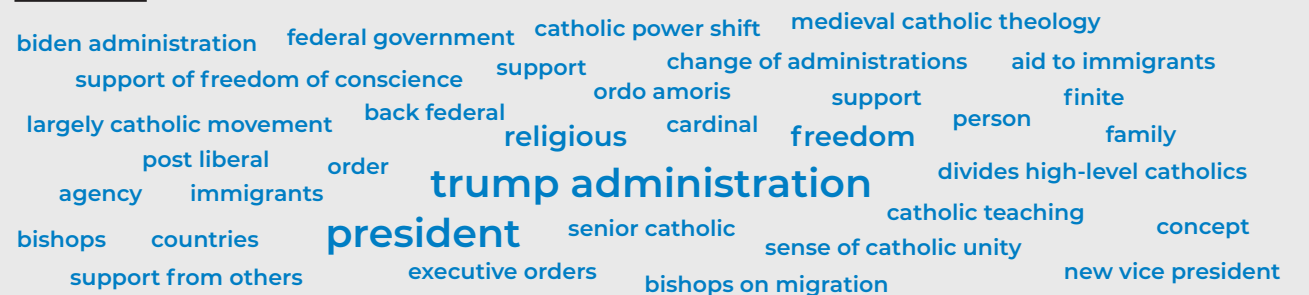 biden administration federal government catholic power shift medieval catholic theology
support of freedom of conscience support change of administrations aid to immigrants
ordo amoris support finite
largely catholic movement back federal religious cardinal freedom person family
post liberal order trump administration divides high-level catholics
agency immigrants
bishops countries president senior catholic catholic teaching concept
sense of catholic unity
support from others executive orders bishops on migration new vice president